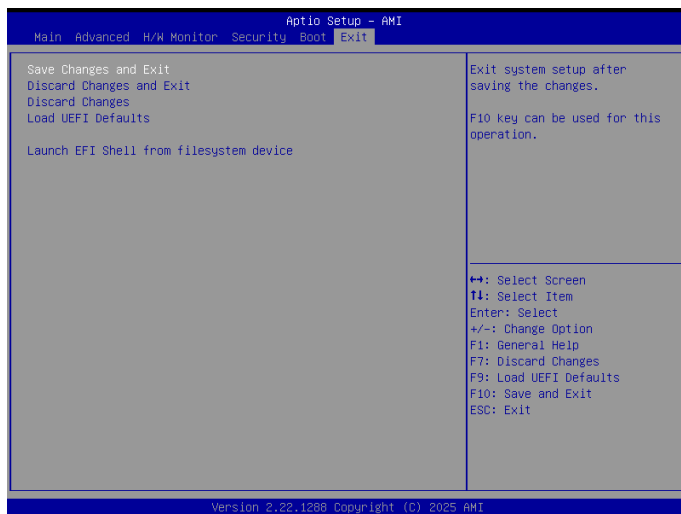 Aptio Setup – AMI
Main Advanced H/W Monitor Security Boot Exit
Save Changes and Exit
Discard Changes and Exit
Discard Changes
Load UEFI Defaults
Launch EFI Shell from filesystem device
Exit system setup after
saving the changes.
F10 key can be used for this
operation.
↔: Select Screen
↑↓: Select Item
Enter: Select
+/-: Change Option
F1: General Help
F7: Discard Changes
F9: Load UEFI Defaults
F10: Save and Exit
ESC: Exit
Version 2.22.1288 Copyright (C) 2025 AMI